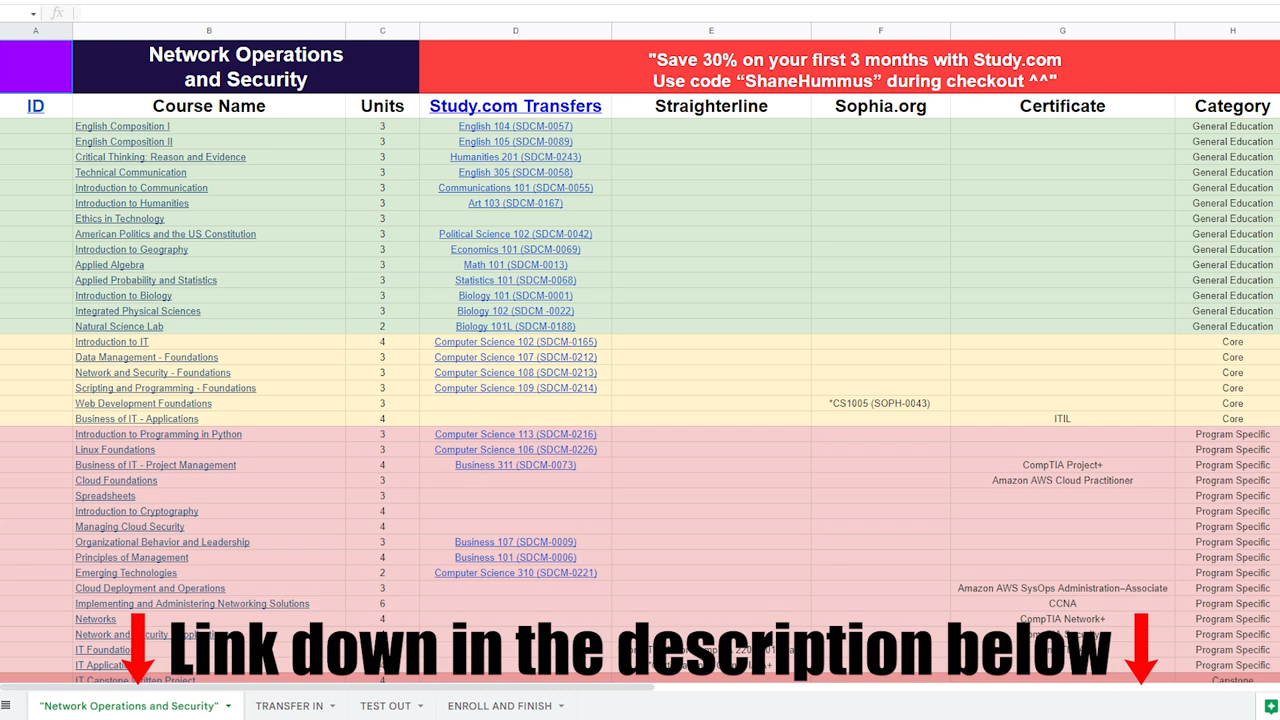 fx
A B C D E F G H
Network Operations
and Security
"Save 30% on your first 3 months with Study.com
Use code “ShaneHummus” during checkout ^^"
ID Course Name Units Study.com Transfers Straighterline Sophia.org Certificate Category
English Composition I 3 English 104 (SDCM-0057) General Education
English Composition II 3 English 105 (SDCM-0089) General Education
Critical Thinking: Reason and Evidence 3 Humanities 201 (SDCM-0243) General Education
Technical Communication 3 English 305 (SDCM-0058) General Education
Introduction to Communication 3 Communications 101 (SDCM-0055) General Education
Introduction to Humanities 3 Art 103 (SDCM-0167) General Education
Ethics in Technology 3 General Education
American Politics and the US Constitution 3 Political Science 102 (SDCM-0042) General Education
Introduction to Geography 3 Economics 101 (SDCM-0069) General Education
Applied Algebra 3 Math 101 (SDCM-0013) General Education
Applied Probability and Statistics 3 Statistics 101 (SDCM-0068) General Education
Introduction to Biology 3 Biology 101 (SDCM-0001) General Education
Integrated Physical Sciences 3 Biology 102 (SDCM -0022) General Education
Natural Science Lab 2 Biology 101L (SDCM-0188) General Education
Introduction to IT 4 Computer Science 102 (SDCM-0165) Core
Data Management - Foundations 3 Computer Science 107 (SDCM-0212) Core
Network and Security - Foundations 3 Computer Science 108 (SDCM-0213) Core
Scripting and Programming - Foundations 3 Computer Science 109 (SDCM-0214) Core
Web Development Foundations 3 *CS1005 (SOPH-0043) Core
Business of IT - Applications 4 ITIL Core
Introduction to Programming in Python 3 Computer Science 113 (SDCM-0216) Program Specific
Linux Foundations 3 Computer Science 106 (SDCM-0226) Program Specific
Business of IT - Project Management 4 Business 311 (SDCM-0073) CompTIA Project+ Program Specific
Cloud Foundations 3 Amazon AWS Cloud Practitioner Program Specific
Spreadsheets 3 Program Specific
Introduction to Cryptography 4 Program Specific
Managing Cloud Security 4 Program Specific
Organizational Behavior and Leadership 3 Business 107 (SDCM-0009) Program Specific
Principles of Management 4 Business 101 (SDCM-0006) Program Specific
Emerging Technologies 2 Computer Science 310 (SDCM-0221) Program Specific
Cloud Deployment and Operations 3 Amazon AWS SysOps Administration–Associate Program Specific
Implementing and Administering Networking Solutions 6 CCNA Program Specific
Networks 4 CompTIA Network+ Program Specific
Network and Program Specific
IT Program Specific
IT Program Specific
IT Capstone Written Project 4 Capstone
Link down in the description below
"Network Operations and Security" TRANSFER IN TEST OUT ENROLL AND FINISH